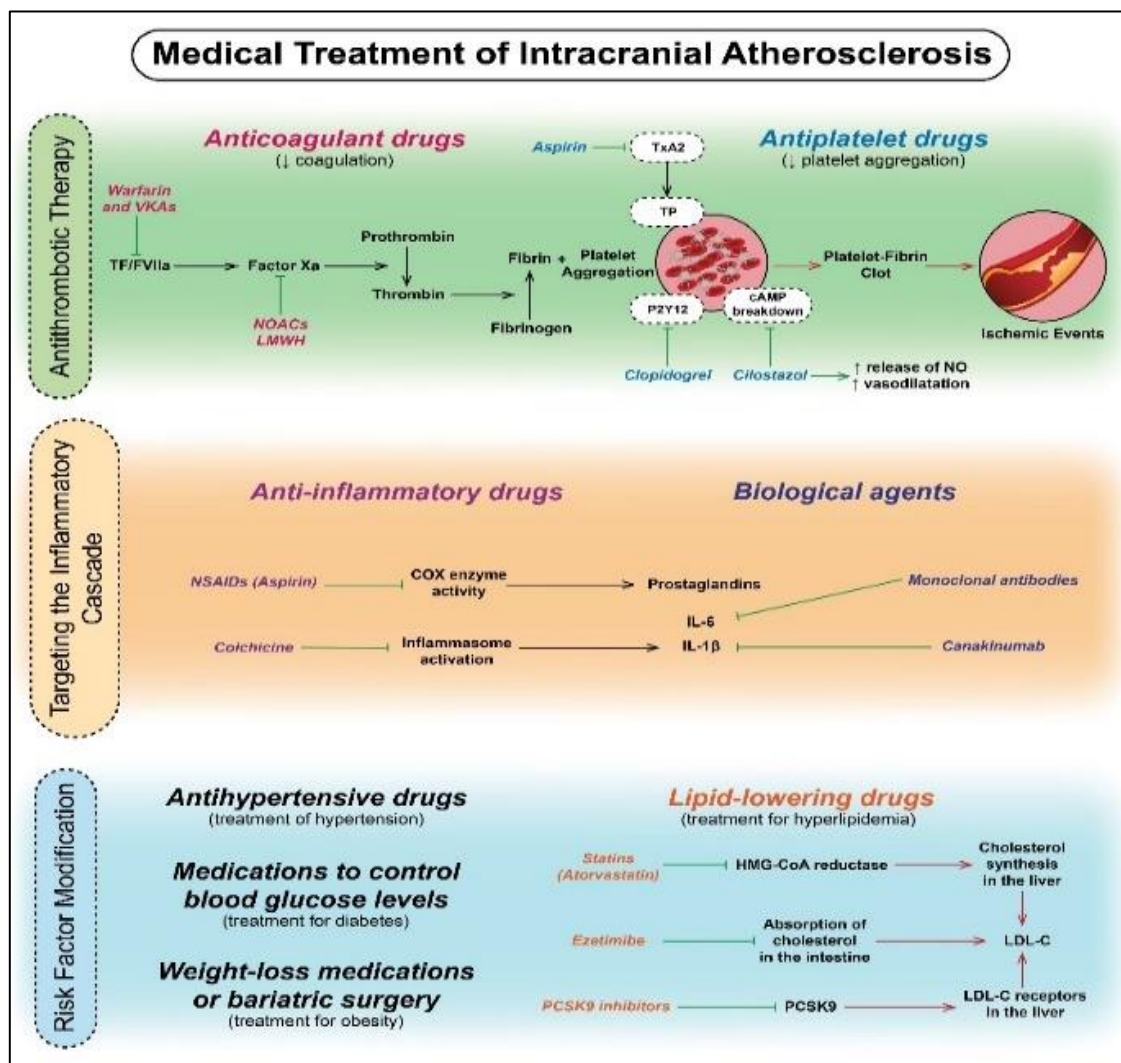 Medical Treatment of Intracranial Atherosclerosis
Antithrombotic Therapy
Anticoagulant drugs
(↓ coagulation)
Warfarin
and VKAs
TF/FVIIa
Factor Xa
NOACs
LMWH
Prothrombin
Thrombin
Fibrin +
Fibrinogen
Platelet
Aggregation
Aspirin
TxA2
TP
P2Y12
cAMP
breakdown
Clopidogrel
Cilostazol
↑ release of NO
↑ vasodilatation
Antiplatelet drugs
(↓ platelet aggregation)
Platelet-Fibrin
Clot
Ischemic Events
Targeting the Inflammatory
Cascade
Anti-inflammatory drugs
Biological agents
NSAIDs (Aspirin)
COX enzyme
activity
Prostaglandins
Monoclonal antibodies
IL-6
Colchicine
Inflammasome
activation
IL-1β
Canakinumab
Risk Factor Modification
Antihypertensive drugs
(treatment of hypertension)
Medications to control
blood glucose levels
(treatment for diabetes)
Weight-loss medications
or bariatric surgery
(treatment for obesity)
Lipid-lowering drugs
(treatment for hyperlipidemia)
Statins
(Atorvastatin)
HMG-CoA reductase
Cholesterol
synthesis
in the liver
Ezetimibe
Absorption of
cholesterol
in the intestine
LDL-C
PCSK9 inhibitors
PCSK9
LDL-C receptors
in the liver